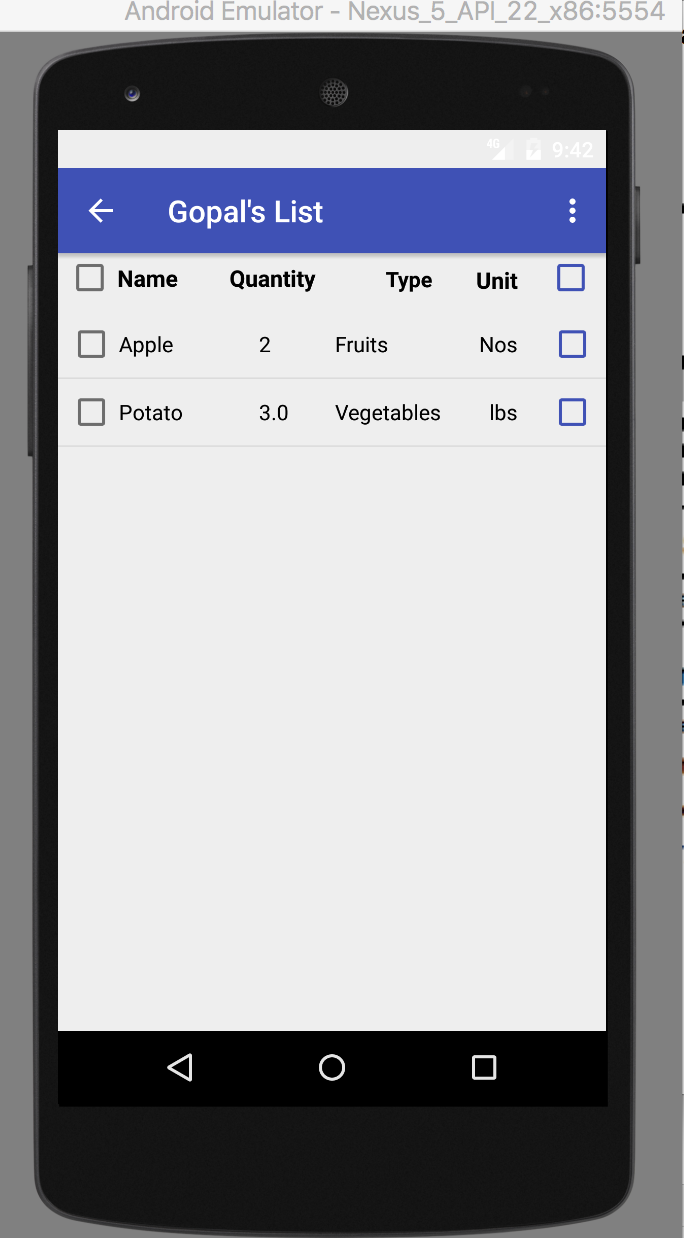 Android Emulator - Nexus_5_API_22_x86:5554
4G 9:42
Gopal's List
Name Quantity Type Unit
Apple 2 Fruits Nos
Potato 3.0 Vegetables lbs